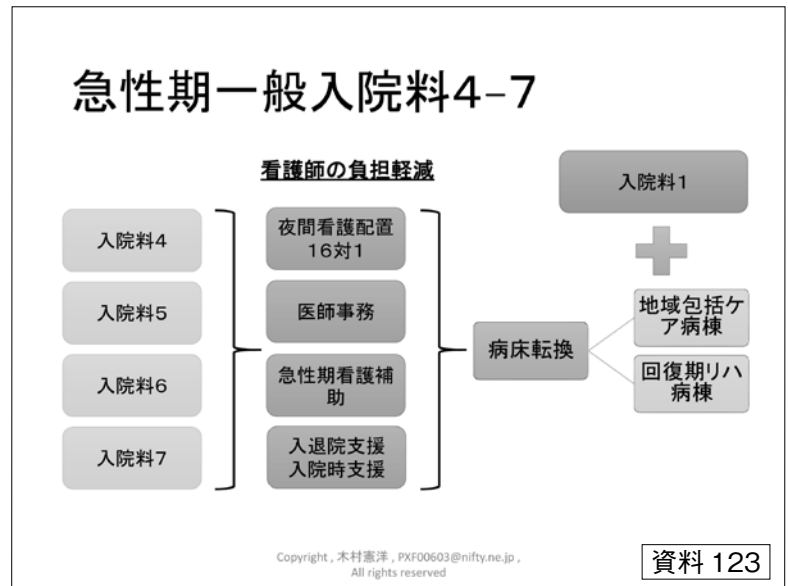 急性期一般入院料4-7
看護師の負担軽減
入院料4
入院料5
入院料6
入院料7
夜間看護配置
16対1
医師事務
急性期看護補
助
入退院支援
入院時支援
病床転換
入院料1
地域包括ケ
ア病棟
回復期リハ
病棟
Copyright , 木村憲洋 , PXF00603@nifty.ne.jp ,
All rights reserved
資料 123